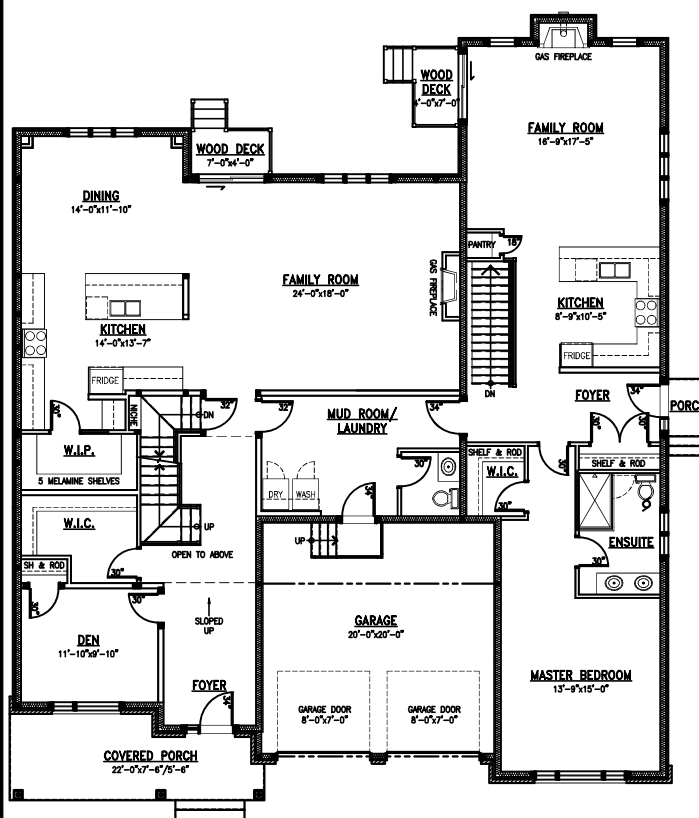 GAS FIREPLACE
WOOD
DECK
4'-0"x7'-0"
FAMILY ROOM
16'-9"x17'-5"
WOOD DECK
7'-0"x4'-0"
DINING
14'-0"x11'-10"
PANTRY
18"
FAMILY ROOM
24'-0"x18'-0"
GAS FIREPLACE
KITCHEN
8'-9"x10'-5"
KITCHEN
14'-0"x13'-7"
FRIDGE
FRIDGE
DN
FOYER
34"
PORC
30"
NICHE
DN
32"
32"
MUD ROOM/
LAUNDRY
34"
30"
30"
W.I.P.
5 MELAMINE SHELVES
SHELF & ROD
W.I.C.
30"
30"
SHELF & ROD
30"
DRY
WASH
34"
W.I.C.
UP
OPEN TO ABOVE
UP
ENSUITE
30"
SH & ROD
30"
30"
30"
SLOPED
UP
DEN
11'-10"x9'-10"
GARAGE
20'-0"x20'-0"
FOYER
34"
MASTER BEDROOM
13'-9"x15'-0"
GARAGE DOOR
8'-0"x7'-0"
GARAGE DOOR
8'-0"x7'-0"
COVERED PORCH
22'-0"x7'-6"/5'-6"